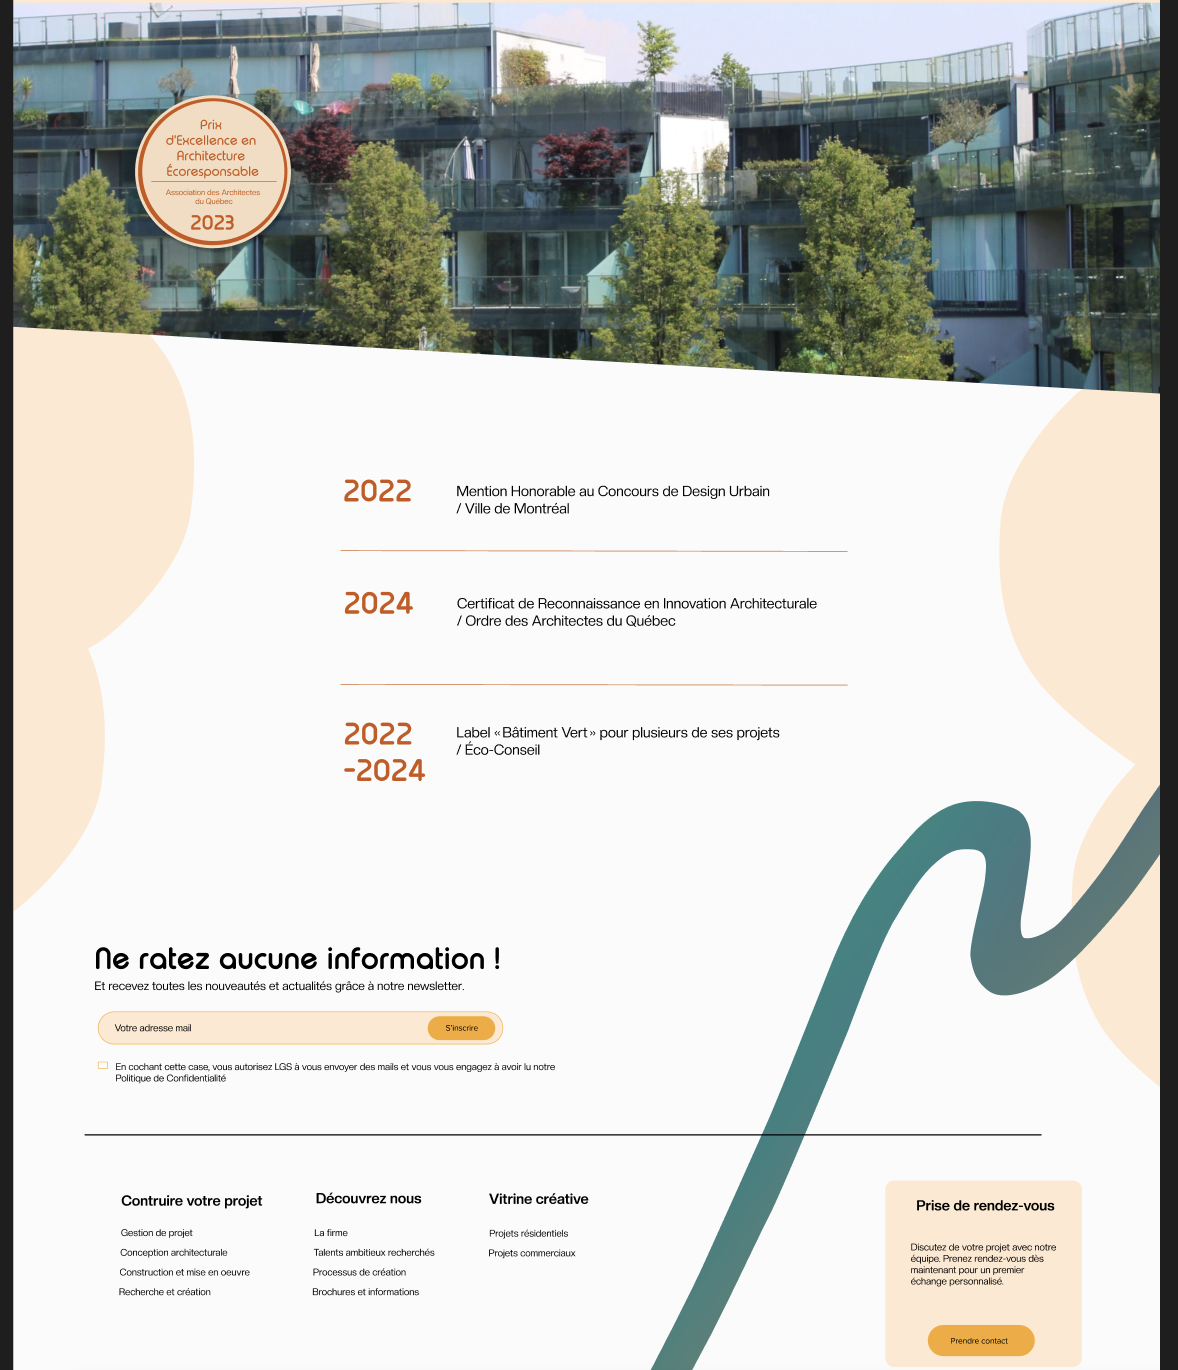 Prix
d'Excellence en
Architecture
Écoresponsable
Association des Architectes
du Québec
2023
2022
Mention Honorable au Concours de Design Urbain
/ Ville de Montréal
2024
Certificat de Reconnaissance en Innovation Architecturale
/ Ordre des Architectes du Québec
2022
-2024
Label «Bâtiment Vert» pour plusieurs de ses projets
/ Éco-Conseil
Ne ratez aucune information !
Et recevez toutes les nouveautés et actualités grâce à notre newsletter.
Votre adresse mail
S'inscrire
En cochant cette case, vous autorisez LGS à vous envoyer des mails et vous vous engagez à avoir lu notre
Politique de Confidentialité
Contruire votre projet
Gestion de projet
Conception architecturale
Construction et mise en oeuvre
Recherche et création
Découvrez nous
La firme
Talents ambitieux recherchés
Processus de création
Brochures et informations
Vitrine créative
Projets résidentiels
Projets commerciaux
Prise de rendez-vous
Discutez de votre projet avec notre
équipe. Prenez rendez-vous dès
maintenant pour un premier
échange personnalisé.
Prendre contact